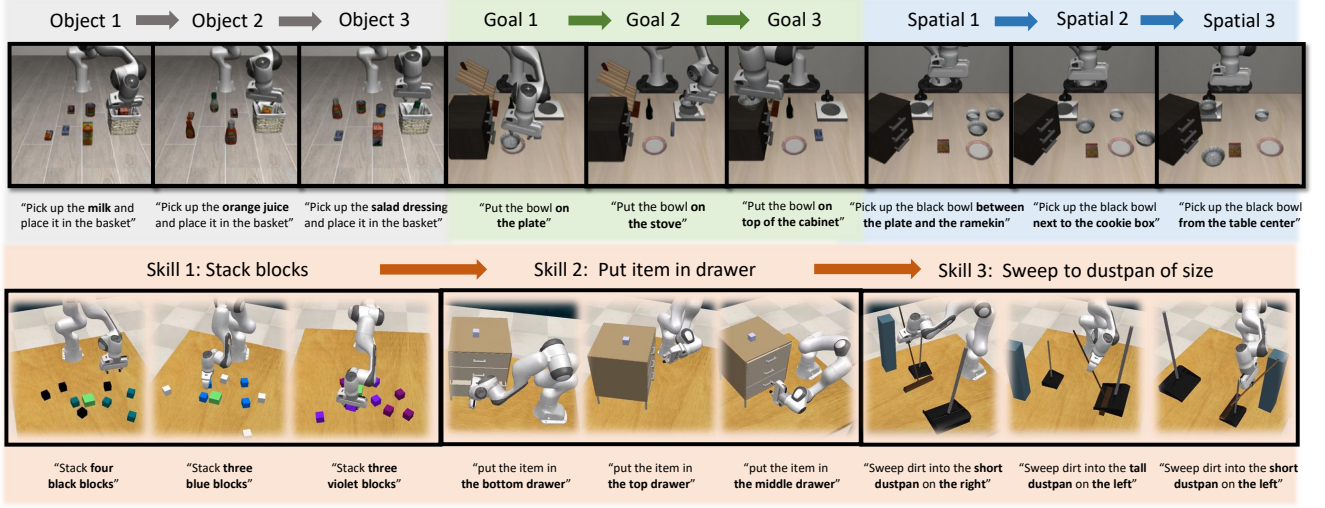 Object 1
Object 2
Object 3
Goal 1
Goal 2
Goal 3
Spatial 1
Spatial 2
Spatial 3
“Pick up the milk and
place it in the basket”
“Pick up the orange juice
and place it in the basket”
“Pick up the salad dressing
and place it in the basket”
“Put the bowl on
the plate”
“Put the bowl on
the stove”
“Put the bowl on
top of the cabinet”
“Pick up the black bowl between
the plate and the ramekin”
“Pick up the black bowl
next to the cookie box”
“Pick up the black bowl
from the table center”
Skill 1: Stack blocks
Skill 2: Put item in drawer
Skill 3: Sweep to dustpan of size
“Stack four
black blocks”
“Stack three
blue blocks”
“Stack three
violet blocks”
“put the item in
the bottom drawer”
“put the item in
the top drawer”
“put the item in
the middle drawer”
“Sweep dirt into the short
dustpan on the right”
“Sweep dirt into the tall
dustpan on the left”
“Sweep dirt into the short
dustpan on the left”